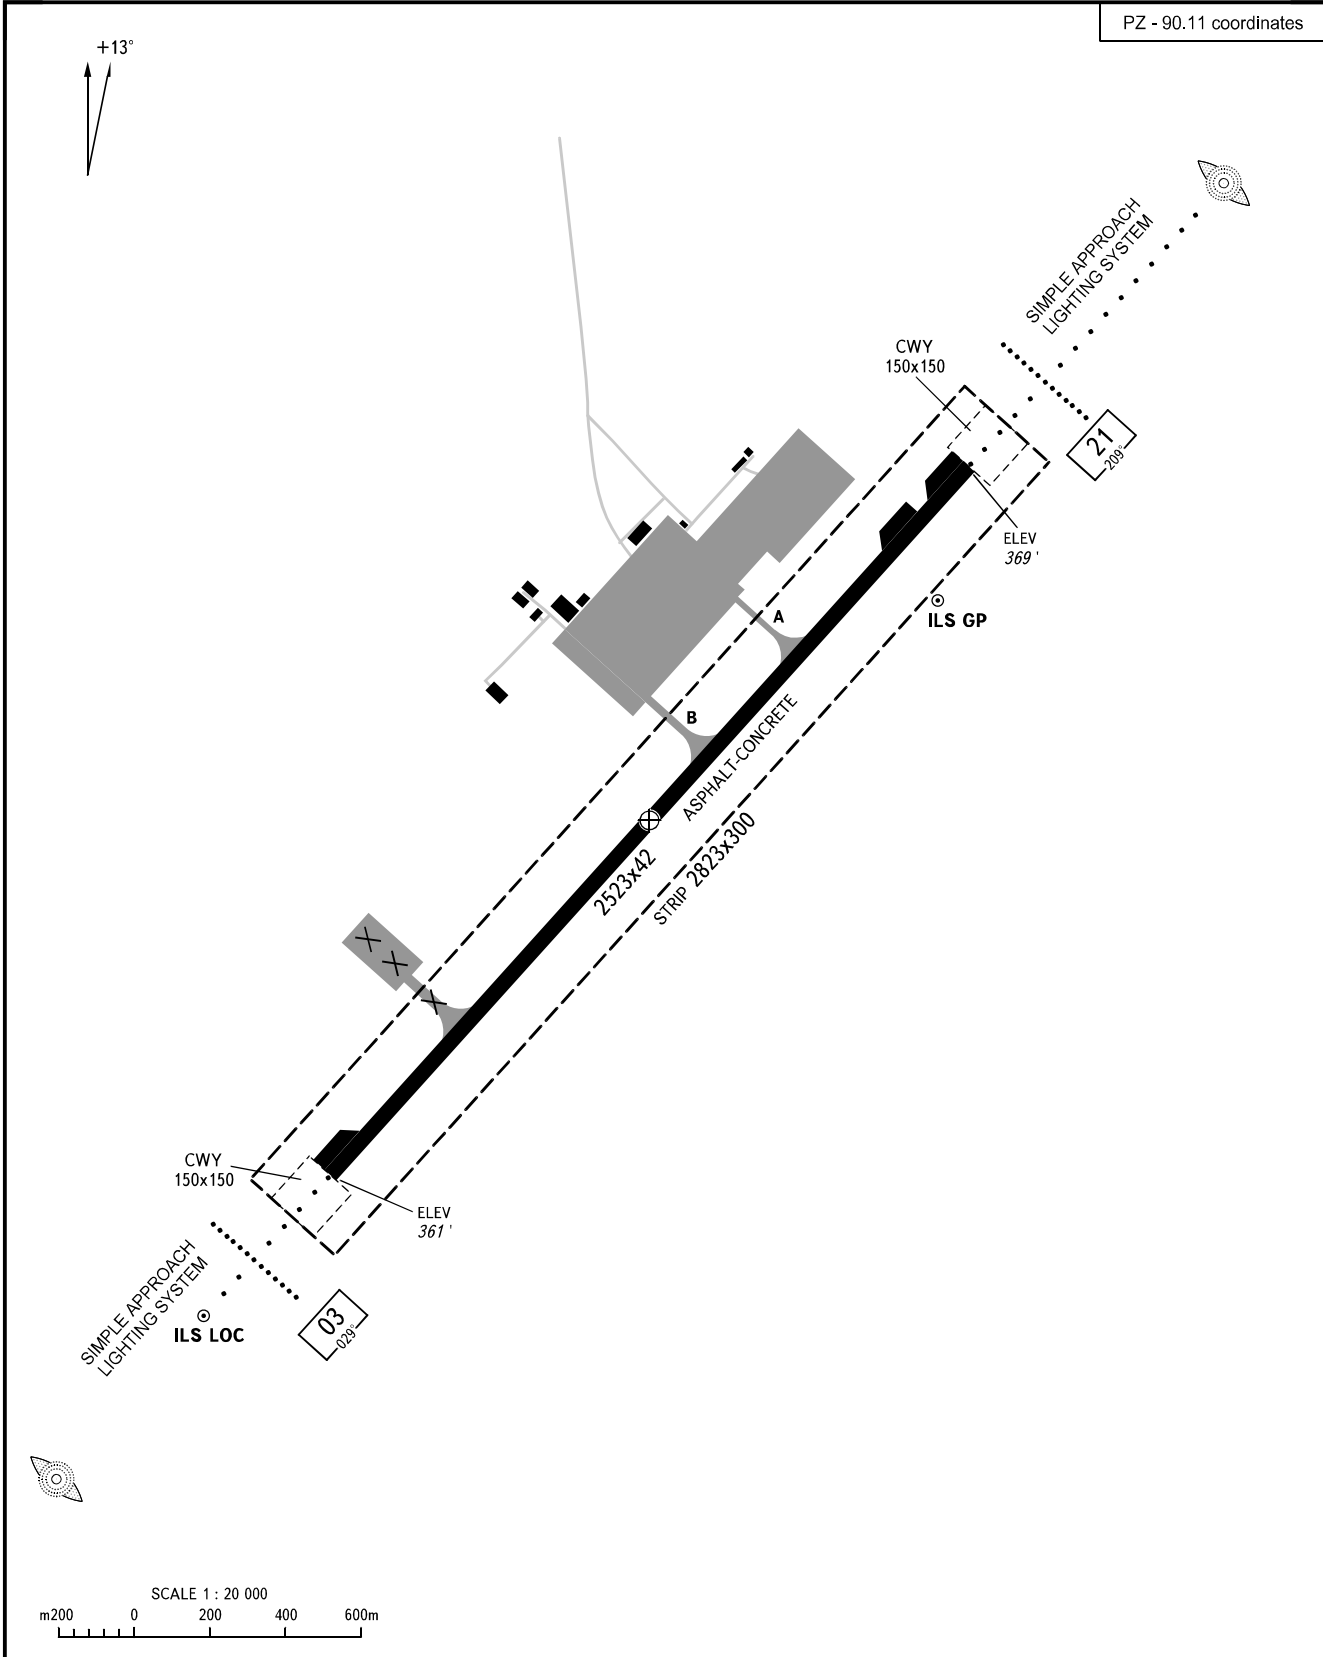 PZ - 90.11 coordinates
+13°
SIMPLE APPROACH
LIGHTING SYSTEM
CWY
150x150
21
209°
ELEV
369 '
ILS GP
A
B
ASPHALT-CONCRETE
2523x42
STRIP 2823x300
CWY
150x150
ELEV
361 '
SIMPLE APPROACH
LIGHTING SYSTEM
ILS LOC
03
029°
SCALE 1 : 20 000
m200 0 200 400 600m